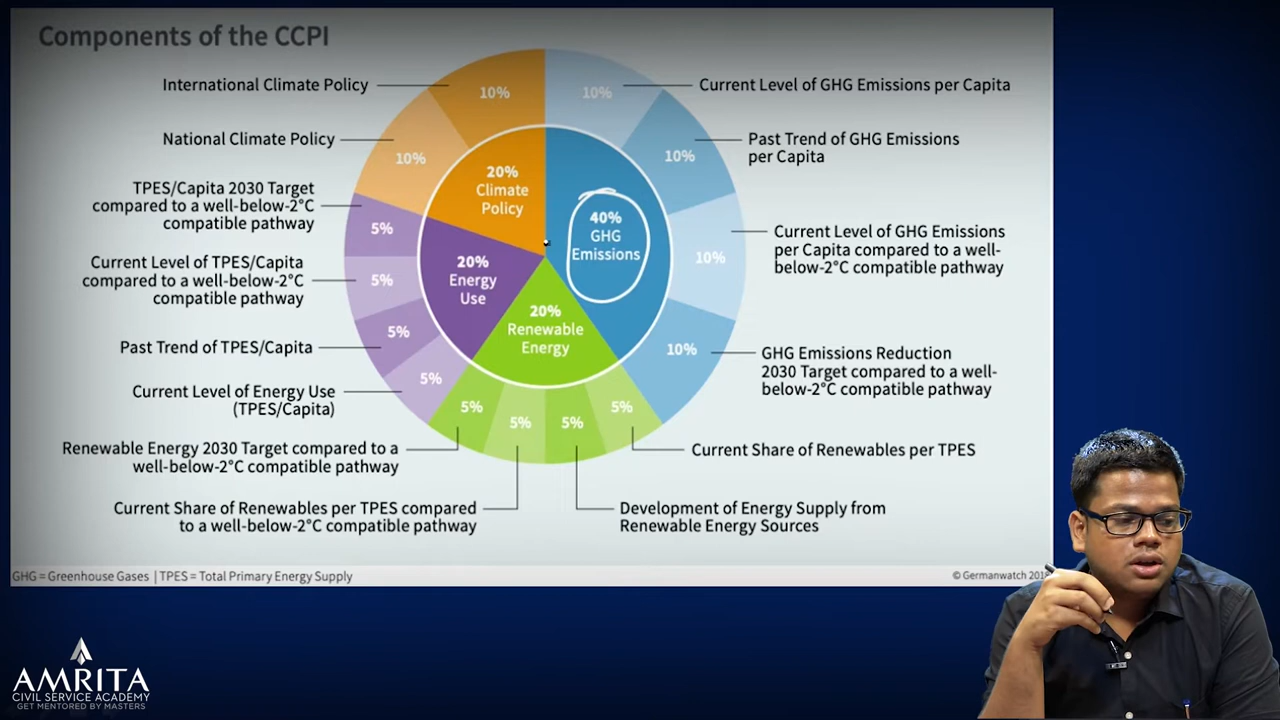 Components of the CCPI
International Climate Policy
10%
10%
Current Level of GHG Emissions per Capita
National Climate Policy
10%
10%
Past Trend of GHG Emissions
per Capita
20%
Climate
Policy
40%
GHG
Emissions
TPES/Capita 2030 Target
compared to a well-below-2°C
compatible pathway
5%
10%
Current Level of GHG Emissions
per Capita compared to a well-
below-2°C compatible pathway
Current Level of TPES/Capita
compared to a well-below-2°C
compatible pathway
5%
20%
Energy
Use
20%
Renewable
Energy
Past Trend of TPES/Capita
5%
10%
GHG Emissions Reduction
2030 Target compared to a well-
below-2°C compatible pathway
Current Level of Energy Use
(TPES/Capita)
5%
5%
5%
5%
5%
Renewable Energy 2030 Target compared to a
well-below-2°C compatible pathway
Current Share of Renewables per TPES
Current Share of Renewables per TPES compared
to a well-below-2°C compatible pathway
Development of Energy Supply from
Renewable Energy Sources
GHG = Greenhouse Gases | TPES = Total Primary Energy Supply
© Germanwatch
AMRITA
CIVIL SERVICE ACADEMY
GET MENTORED BY MASTERS